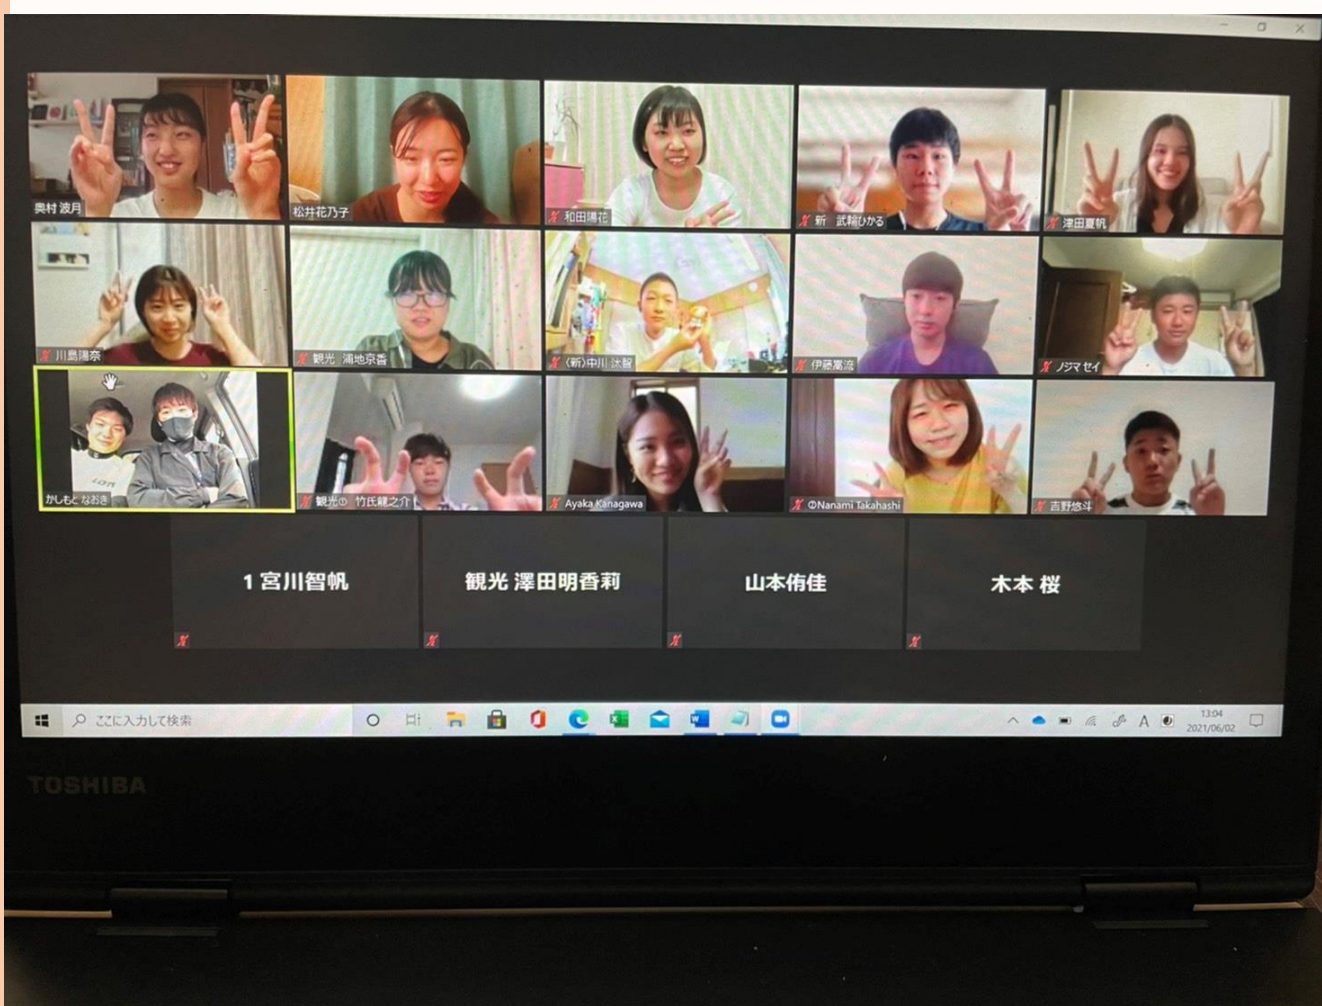 奥村 波月
松井花乃子
和田陽花
新 武輪ひかる
津田夏帆
川島陽奈
観光 浦地京香
(新)中川 汰智
伊藤嵩流
ノジマ セイ
かしもと なおき
観光① 竹氏龍之介
Ayaka Kanagawa
①Nanami Takahashi
吉野悠斗
1 宮川智帆
観光 澤田明香莉
山本侑佳
木本 桜
ここに入力して検索
A
13:04
2021/06/02
TOSHIBA